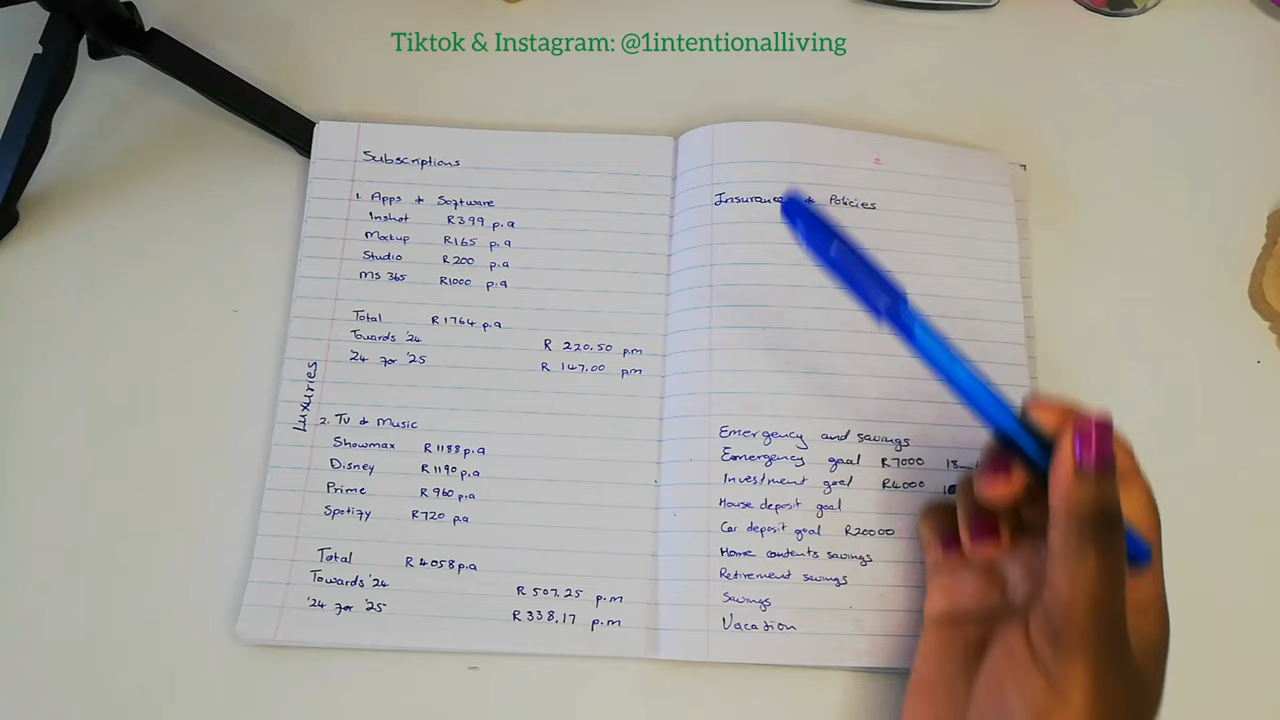 Tiktok & Instagram: @1intentionalliving
Subscriptions
1. Apps + Software
Inshot R399 p.a
Mockup R165 p.a
Studio R200 p.a
MS 365 R1000 p.a
Total R1764 p.a
Towards '24 R 220.50 pm
'24 for '25 R 147.00 pm
Luxuries
2. TV & Music
Showmax R1188 p.a
Disney R1190 p.a
Prime R960 p.a
Spotify R720 p.a
Total R4058 p.a
Towards '24 R 507.25 p.m
'24 for '25 R 338.17 p.m
Insurance + Policies
Emergency and savings
Emergency goal R7000
Investment goal R4000
House deposit goal
Car deposit goal R20000
Home contents savings
Retirement savings
Savings
Vacation